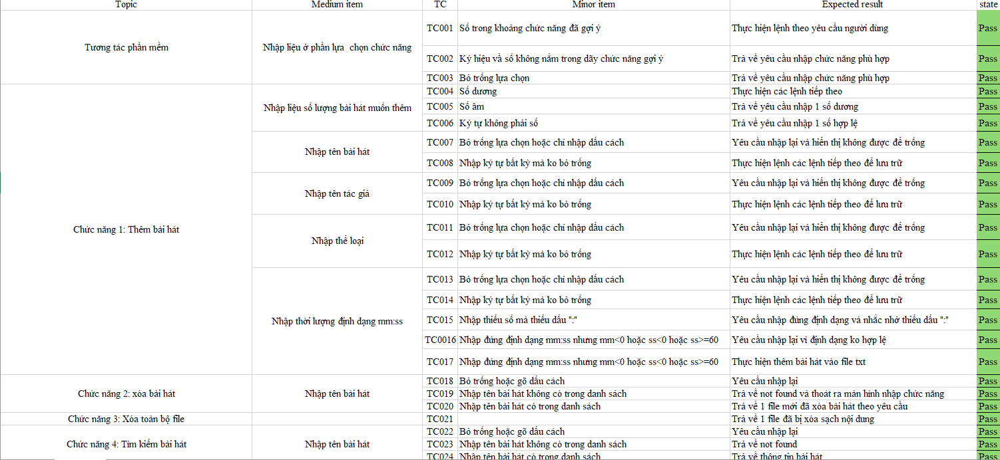 Topic Medium item TC Minor item Expected result state
Tương tác phần mềm Nhập liệu ở phần lựa chọn chức năng TC001 Số trong khoảng chức năng đã gợi ý Thực hiện lệnh theo yêu cầu người dùng Pass
TC002 Ký hiệu về số không nằm trong dãy chức năng gợi ý Trả về yêu cầu nhập chức năng phù hợp Pass
TC003 Bỏ trống lựa chọn Trả về yêu cầu nhập chức năng phù hợp Pass
Chức năng 1: Thêm bài hát Nhập liệu số lượng bài hát muốn thêm TC004 Số dương Thực hiện các lệnh tiếp theo Pass
TC005 Số âm Trả về yêu cầu nhập 1 số dương Pass
TC006 Ký tự không phải số Trả về yêu cầu nhập 1 số hợp lệ Pass
Nhập tên bài hát TC007 Bỏ trống lựa chọn hoặc chỉ nhập dấu cách Yêu cầu nhập lại và hiển thị không được để trống Pass
TC008 Nhập ký tự bất kỳ mà ko bỏ trống Thực hiện lệnh các lệnh tiếp theo để lưu trữ Pass
Nhập tên tác giả TC009 Bỏ trống lựa chọn hoặc chỉ nhập dấu cách Yêu cầu nhập lại và hiển thị không được để trống Pass
TC010 Nhập ký tự bất kỳ mà ko bỏ trống Thực hiện lệnh các lệnh tiếp theo để lưu trữ Pass
Nhập thể loại TC011 Bỏ trống lựa chọn hoặc chỉ nhập dấu cách Yêu cầu nhập lại và hiển thị không được để trống Pass
TC012 Nhập ký tự bất kỳ mà ko bỏ trống Thực hiện lệnh các lệnh tiếp theo để lưu trữ Pass
Nhập thời lượng định dạng mm:ss TC013 Bỏ trống lựa chọn hoặc chỉ nhập dấu cách Yêu cầu nhập lại và hiển thị không được để trống Pass
TC014 Nhập ký tự bất kỳ mà ko bỏ trống Thực hiện lệnh các lệnh tiếp theo để lưu trữ Pass
TC015 Nhập thiếu số mà thiếu dấu ":" Yêu cầu nhập đúng định dạng và nhắc nhở thiếu dấu ":" Pass
TC0016 Nhập đúng định dạng mm:ss nhưng mm<0 hoặc ss<0 hoặc ss>=60 Yêu cầu nhập lại vì định dạng ko hợp lệ Pass
TC017 Nhập đúng định dạng mm:ss nhưng mm<0 hoặc ss<0 hoặc ss>=60 Thực hiện thêm bài hát vào file txt Pass
Chức năng 2: xóa bài hát Nhập tên bài hát TC018 Bỏ trống hoặc gõ dấu cách Yêu cầu nhập lại Pass
TC019 Nhập tên bài hát không có trong danh sách Trả về not found và thoát ra màn hình nhập chức năng Pass
TC020 Nhập tên bài hát có trong danh sách Trả về 1 file mới đã xóa bài hát theo yêu cầu Pass
Chức năng 3: Xóa toàn bộ file TC021 Trả về 1 file đã bị xóa sạch nội dung Pass
Chức năng 4: Tìm kiếm bài hát Nhập tên bài hát TC022 Bỏ trống hoặc gõ dấu cách Yêu cầu nhập lại Pass
TC023 Nhập tên bài hát không có trong danh sách Trả về not found Pass
TC024 Nhập tên bài hát có trong danh sách Trả về thông tin bài hát Pass